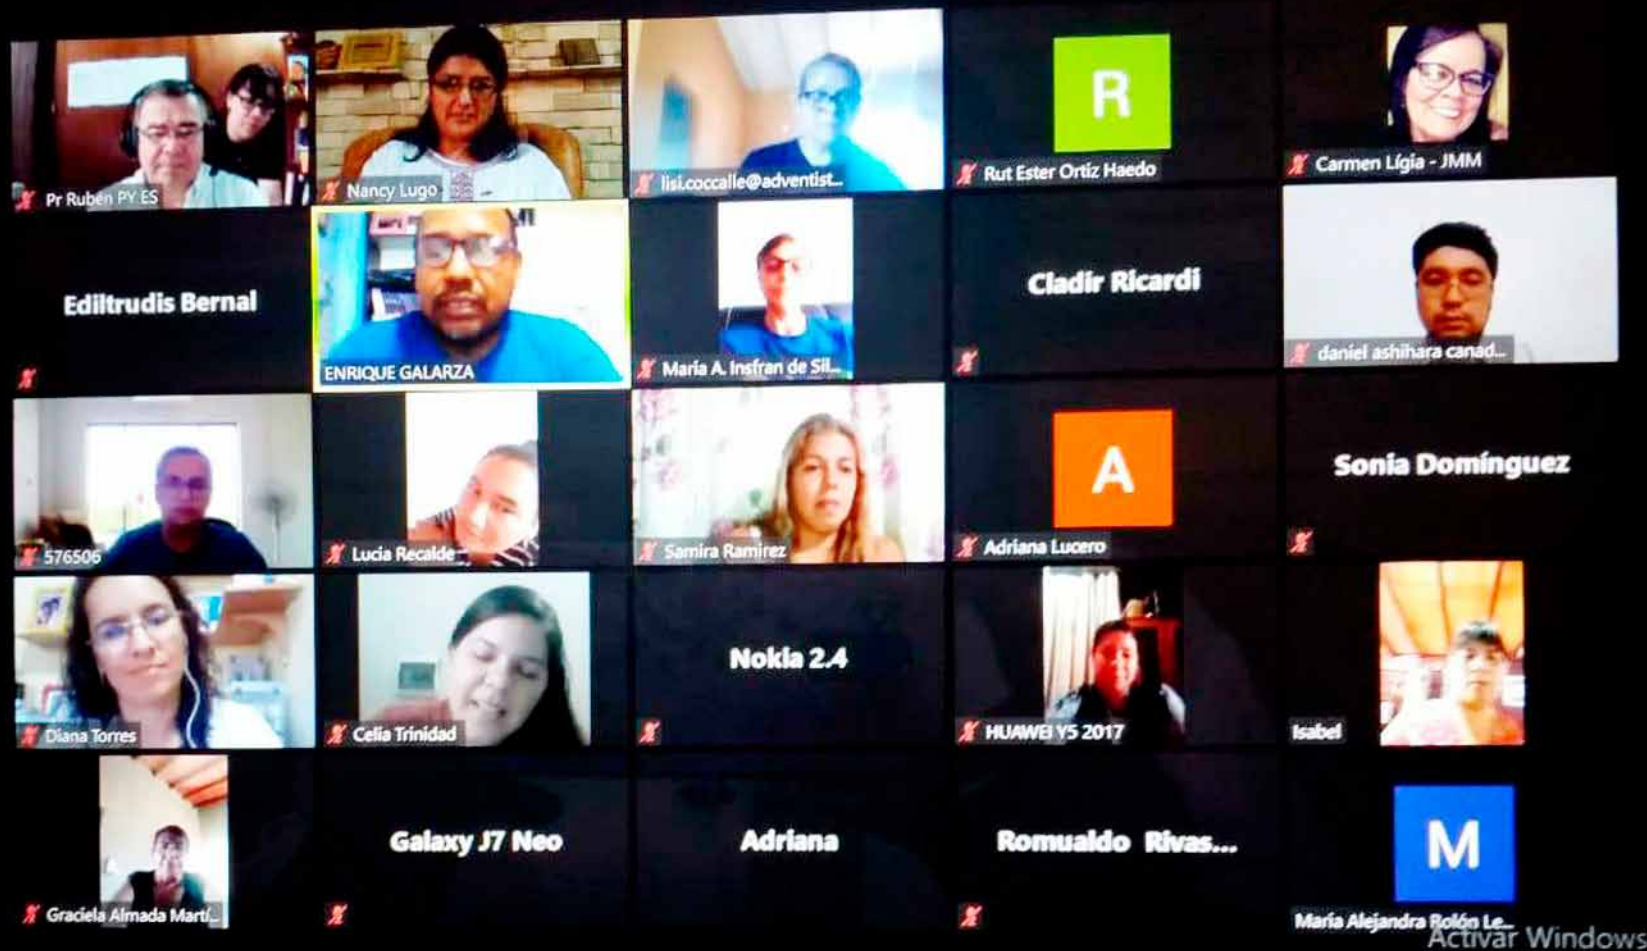 Pr Rubén PY ES
Nancy Lugo
lisi.coccalle@adventist...
R
Rut Ester Ortiz Haedo
Carmen Lígia - JMM
Ediltrudis Bernal
ENRIQUE GALARZA
Maria A. Insfran de Sil...
Cladir Ricardi
daniel ashihara canad...
576506
Lucia Recalde
Samira Ramirez
A
Adriana Lucero
Sonia Domínguez
Diana Torres
Celia Trinidad
Nokia 2.4
HUAWEI Y5 2017
Isabel
Graciela Almada Martí...
Galaxy J7 Neo
Adriana
Romualdo Rivas...
M
María Alejandra Rolón Le...
Activar Windows